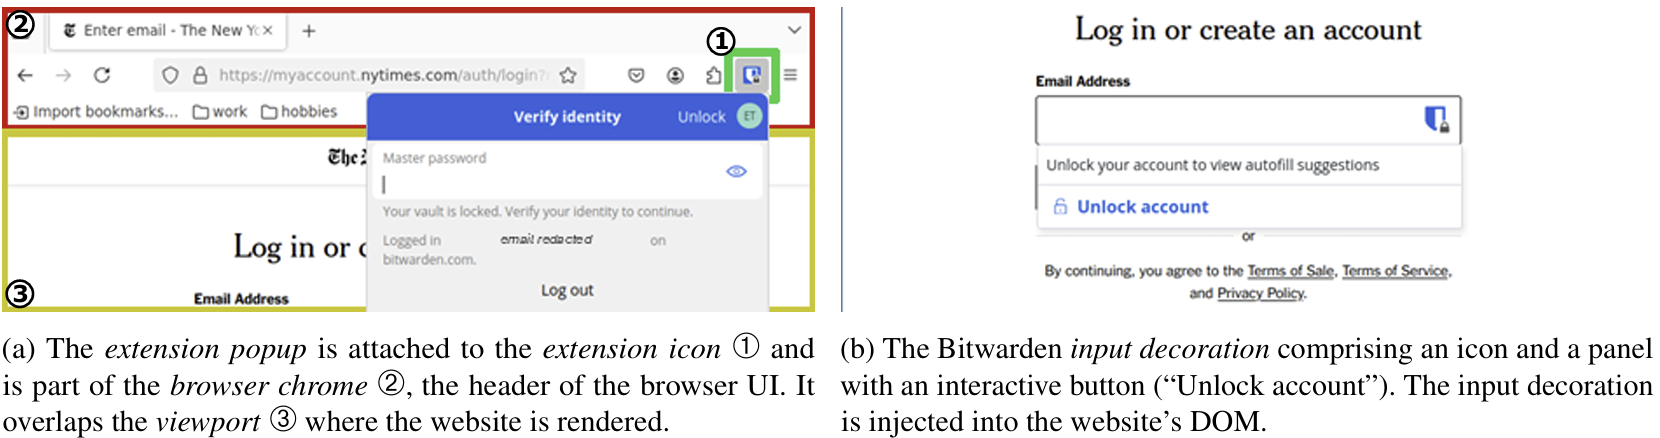 ②
Enter email - The New Yo
①
https://myaccount.nytimes.com/auth/login?
Import bookmarks... work hobbies
Verify identity Unlock ET
Master password
Your vault is locked. Verify your identity to continue.
Logged in email redacted on
bitwarden.com.
Log out
Log in or c
③
Email Address
Log in or create an account
Email Address
Unlock your account to view autofill suggestions
Unlock account
or
By continuing, you agree to the Terms of Sale, Terms of Service,
and Privacy Policy.
(a) The extension popup is attached to the extension icon ① and
is part of the browser chrome ②, the header of the browser UI. It
overlaps the viewport ③ where the website is rendered.
(b) The Bitwarden input decoration comprising an icon and a panel
with an interactive button (“Unlock account”). The input decoration
is injected into the website’s DOM.